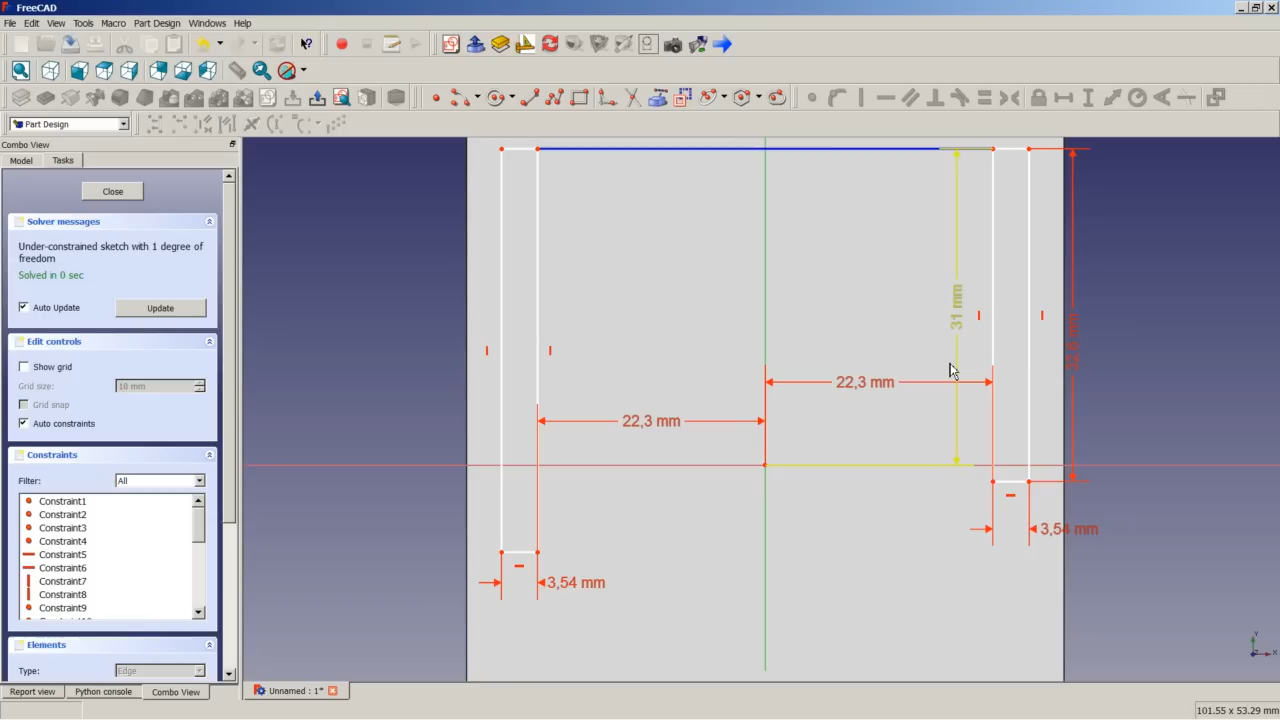 FreeCAD
File Edit View Tools Macro Part Design Windows Help
Part Design
Combo View
Model Tasks
Close
Solver messages
Under-constrained sketch with 1 degree of
freedom
Solved in 0 sec
Auto Update Update
Edit controls
Show grid
Grid size: 10 mm
Grid snap
Auto constraints
Constraints
Filter: All
Constraint1
Constraint2
Constraint3
Constraint4
Constraint5
Constraint6
Constraint7
Constraint8
Constraint9
Elements
Type: Edge
31 mm
22,3 mm
22,3 mm
3,54 mm
3,54 mm
Report view Python console Combo View
Unnamed : 1*
Y
X
101.55 x 53.29 mm